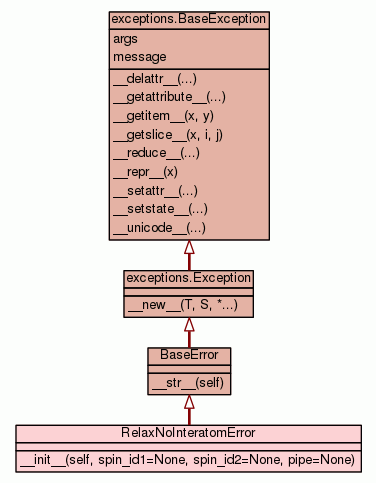 exceptions.BaseException
args
message
__delattr__(...)
__getattribute__(...)
__getitem__(x, y)
__getslice__(x, i, j)
__reduce__(...)
__repr__(x)
__setattr__(...)
__setstate__(...)
__unicode__(...)
exceptions.Exception
__new__(T, S, *...)
BaseError
__str__(self)
RelaxNoInteratomError
__init__(self, spin_id1=None, spin_id2=None, pipe=None)